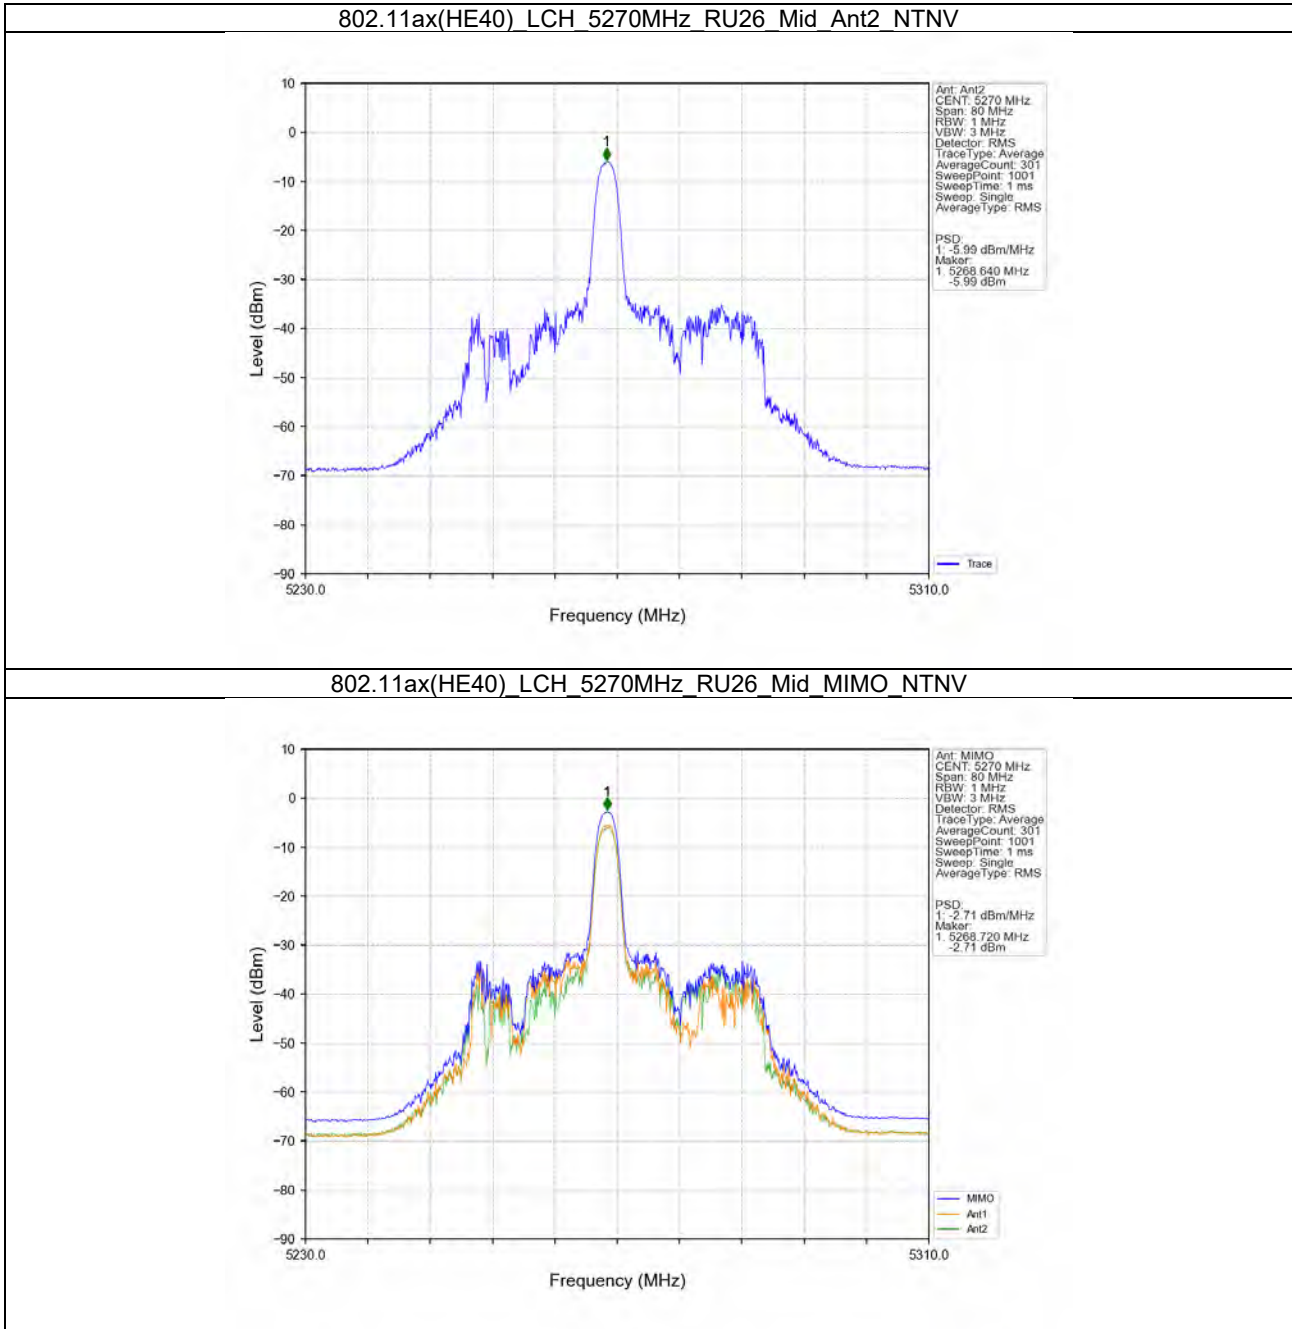 802.11ax(HE40)_LCH_5270MHz_RU26_Mid_Ant2_NTNV
10
0
−10
−20
−30
−40
−50
−60
−70
−80
−90
Level (dBm)
1
5230.0
5310.0
Frequency (MHz)
Ant: Ant2
CENT: 5270 MHz
Span: 80 MHz
RBW: 1 MHz
VBW: 3 MHz
Detector: RMS
TraceType: Average
AverageCount: 301
SweepPoint: 1001
SweepTime: 1 ms
Sweep: Single
AverageType: RMS
PSD:
1: -5.99 dBm/MHz
Maker:
1. 5268.640 MHz
-5.99 dBm
Trace
802.11ax(HE40)_LCH_5270MHz_RU26_Mid_MIMO_NTNV
10
0
−10
−20
−30
−40
−50
−60
−70
−80
−90
Level (dBm)
1
5230.0
5310.0
Frequency (MHz)
Ant: MIMO
CENT: 5270 MHz
Span: 80 MHz
RBW: 1 MHz
VBW: 3 MHz
Detector: RMS
TraceType: Average
AverageCount: 301
SweepPoint: 1001
SweepTime: 1 ms
Sweep: Single
AverageType: RMS
PSD:
1: -2.71 dBm/MHz
Maker:
1. 5268.720 MHz
-2.71 dBm
MIMO
Ant1
Ant2